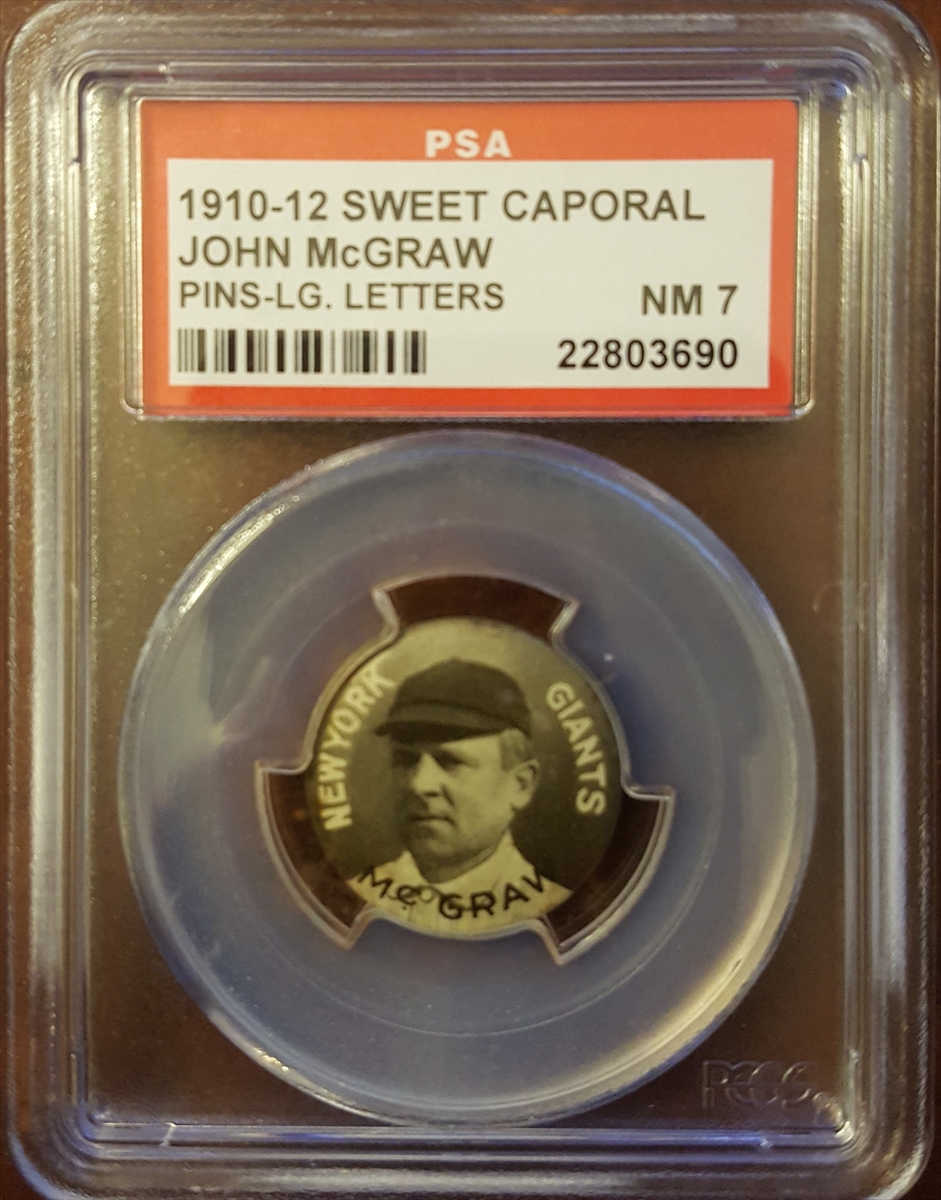 PSA
1910-12 SWEET CAPORAL
JOHN McGRAW
PINS-LG. LETTERS
NM 7
22803690
NEW YORK
GIANTS
McGRAW